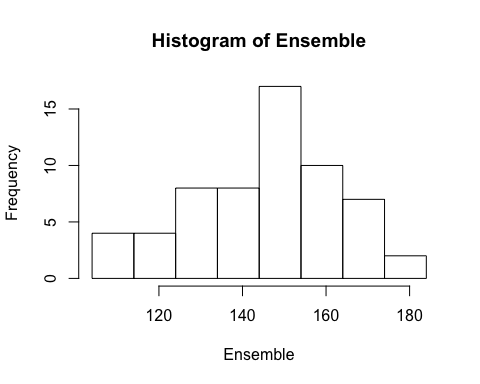 Histogram of Ensemble
Frequency
15
10
5
0
120 140 160 180
Ensemble